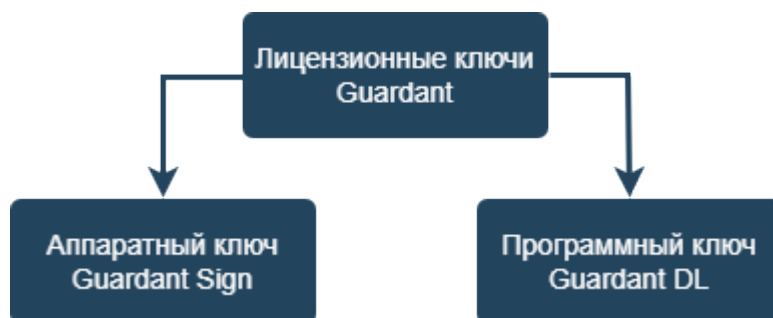 Лицензионные ключи
Guardant
Аппаратный ключ
Guardant Sign
Программный ключ
Guardant DL